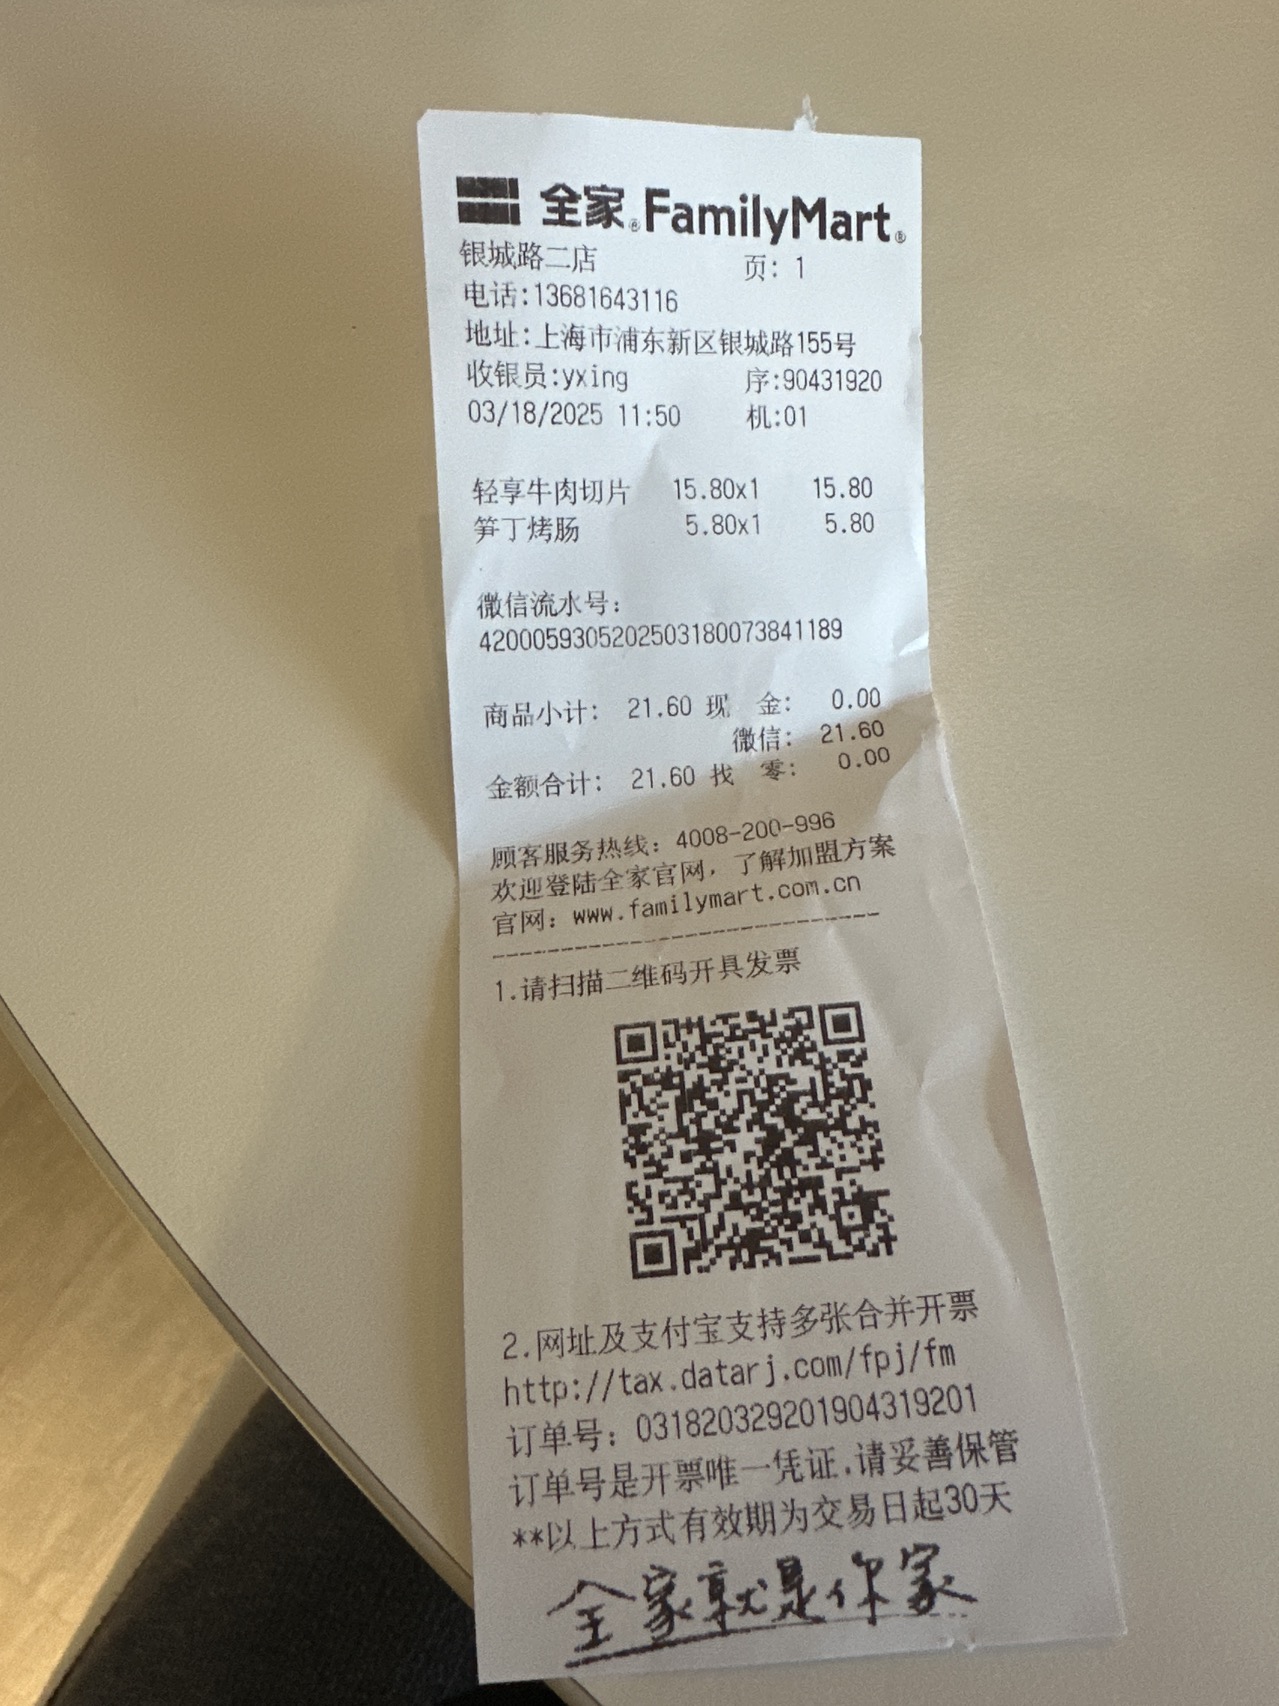 全家®FamilyMart®
银城路二店 页: 1
电话:13681643116
地址:上海市浦东新区银城路155号
收银员:yxing 序:90431920
03/18/2025 11:50 机:01
轻享牛肉切片 15.80x1 15.80
笋丁烤肠 5.80x1 5.80
微信流水号:
4200059305202503180073841189
商品小计: 21.60 现 金: 0.00
微信: 21.60
金额合计: 21.60 找 零: 0.00
顾客服务热线: 4008-200-996
欢迎登陆全家官网, 了解加盟方案
官网: www.familymart.com.cn
--------------------------------
1.请扫描二维码开具发票
2.网址及支付宝支持多张合并开票
http://tax.datarj.com/fpj/fm
订单号: 031820329201904319201
订单号是开票唯一凭证,请妥善保管
**以上方式有效期为交易日起30天
全家就是你家